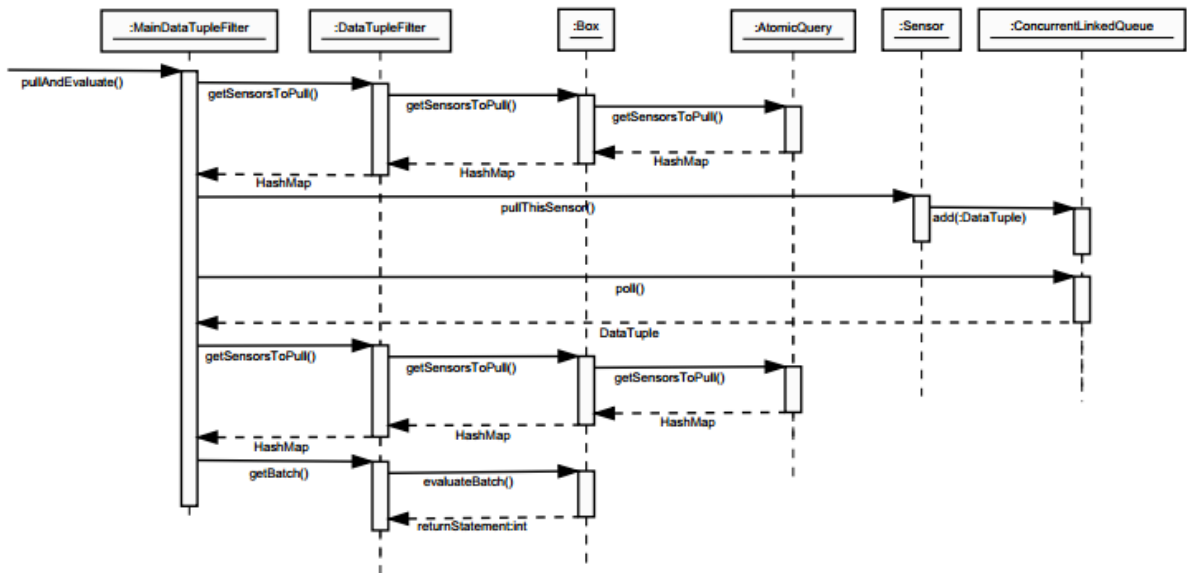 :MainDataTupleFilter
:DataTupleFilter
:Box
:AtomicQuery
:Sensor
:ConcurrentLinkedQueue
pullAndEvaluate()
getSensorsToPull()
getSensorsToPull()
getSensorsToPull()
HashMap
HashMap
HashMap
pullThisSensor()
add(:DataTuple)
poll()
DataTuple
getSensorsToPull()
getSensorsToPull()
getSensorsToPull()
HashMap
HashMap
HashMap
getBatch()
evaluateBatch()
returnStatement:int